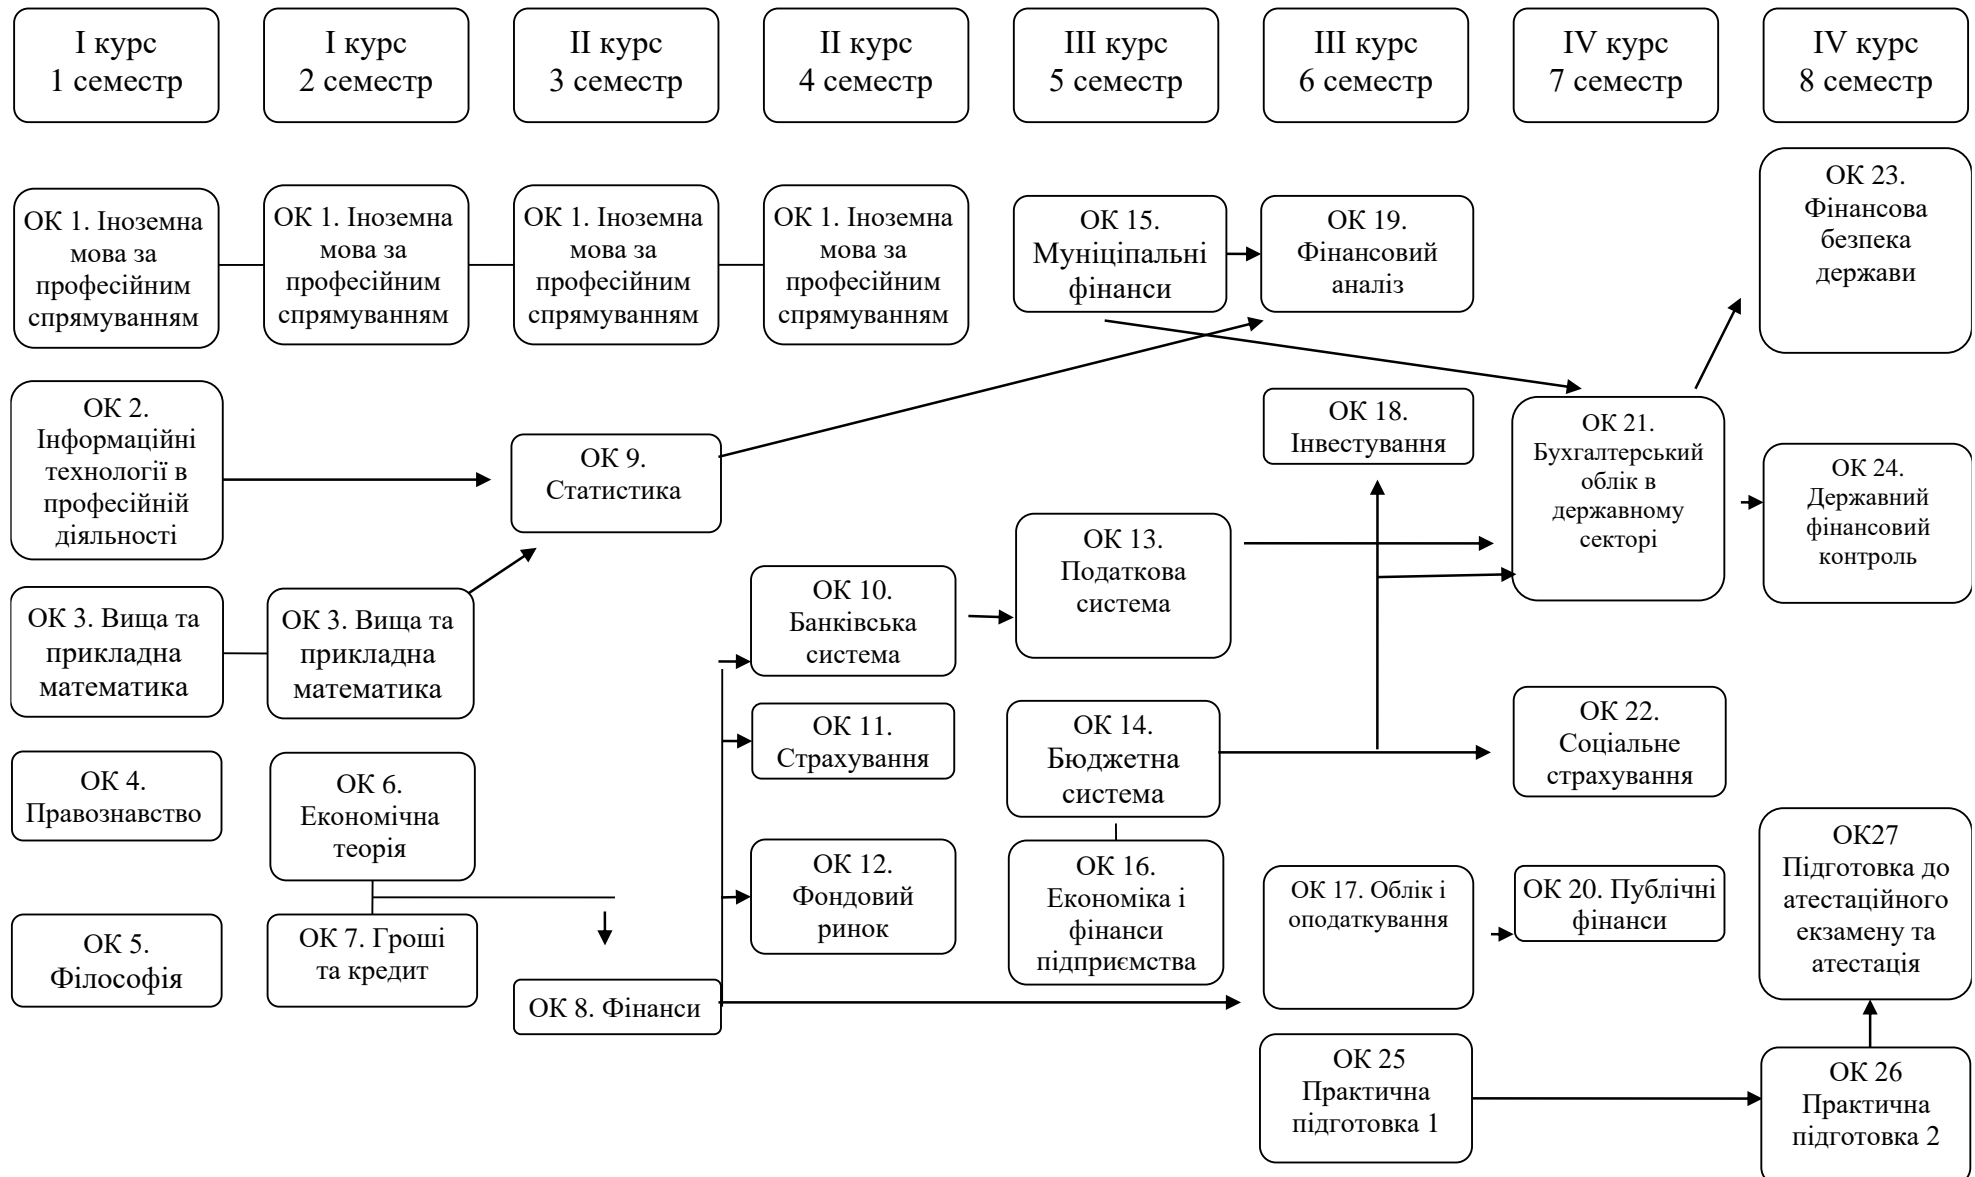 І курс
1 семестр
І курс
2 семестр
ІІ курс
3 семестр
ІІ курс
4 семестр
ІІІ курс
5 семестр
ІІІ курс
6 семестр
IV курс
7 семестр
IV курс
8 семестр
ОК 1. Іноземна
мова за
професійним
спрямуванням
ОК 1. Іноземна
мова за
професійним
спрямуванням
ОК 1. Іноземна
мова за
професійним
спрямуванням
ОК 1. Іноземна
мова за
професійним
спрямуванням
ОК 15.
Муніціпальні
фінанси
ОК 19.
Фінансовий
аналіз
ОК 23.
Фінансова
безпека
держави
ОК 2.
Інформаційні
технології в
професійній
діяльності
ОК 9.
Статистика
ОК 18.
Інвестування
ОК 21.
Бухгалтерський
облік в
державному
секторі
ОК 24.
Державний
фінансовий
контроль
ОК 3. Вища та
прикладна
математика
ОК 3. Вища та
прикладна
математика
ОК 10.
Банківська
система
ОК 13.
Податкова
система
ОК 4.
Правознавство
ОК 6.
Економічна
теорія
ОК 11.
Страхування
ОК 14.
Бюджетна
система
ОК 22.
Соціальне
страхування
ОК 5.
Філософія
ОК 7. Гроші
та кредит
ОК 8. Фінанси
ОК 12.
Фондовий
ринок
ОК 16.
Економіка і
фінанси
підприємства
ОК 17. Облік і
оподаткування
ОК 20. Публічні
фінанси
ОК27
Підготовка до
атестаційного
екзамену та
атестація
ОК 25
Практична
підготовка 1
ОК 26
Практична
підготовка 2